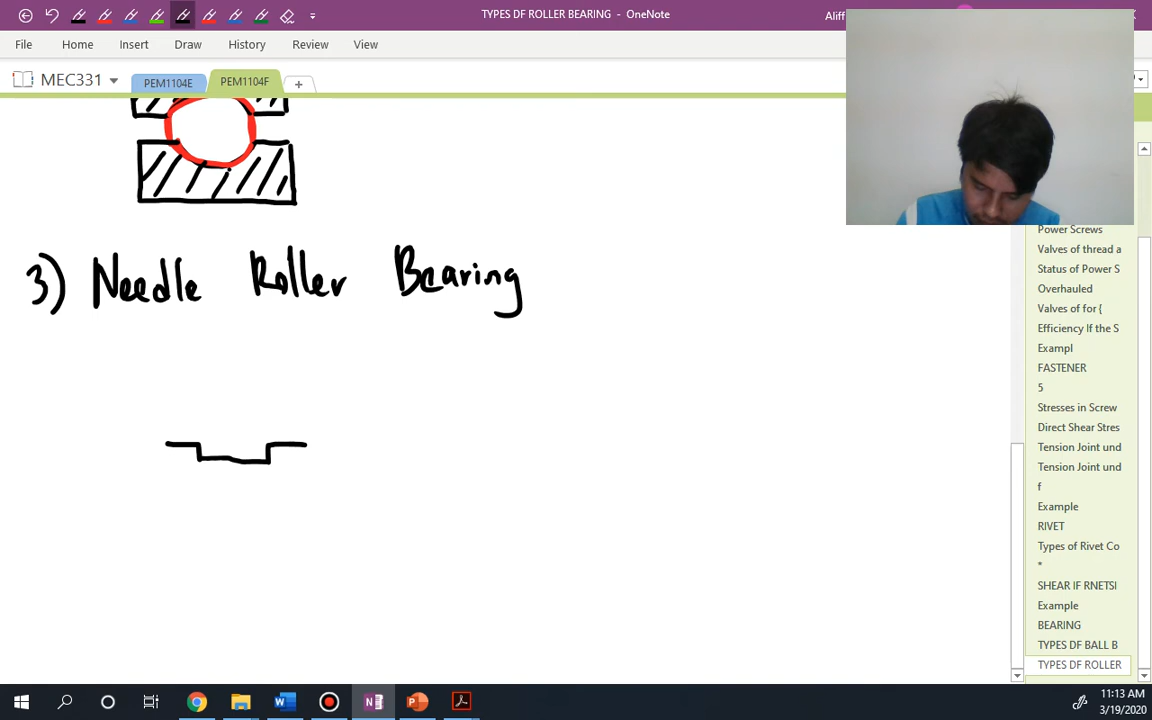 TYPES DF ROLLER BEARING - OneNote
Aliff
File Home Insert Draw History Review View
MEC331 PEM1104E PEM1104F
3) Needle Roller Bearing
Power Screws
Valves of thread a
Status of Power S
Overhauled
Valves of for {
Efficiency If the S
Exampl
FASTENER
5
Stresses in Screw
Direct Shear Stres
Tension Joint und
Tension Joint und
f
Example
RIVET
Types of Rivet Co
*
SHEAR IF RNETSI
Example
BEARING
TYPES DF BALL B
TYPES DF ROLLER
11:13 AM
3/19/2020